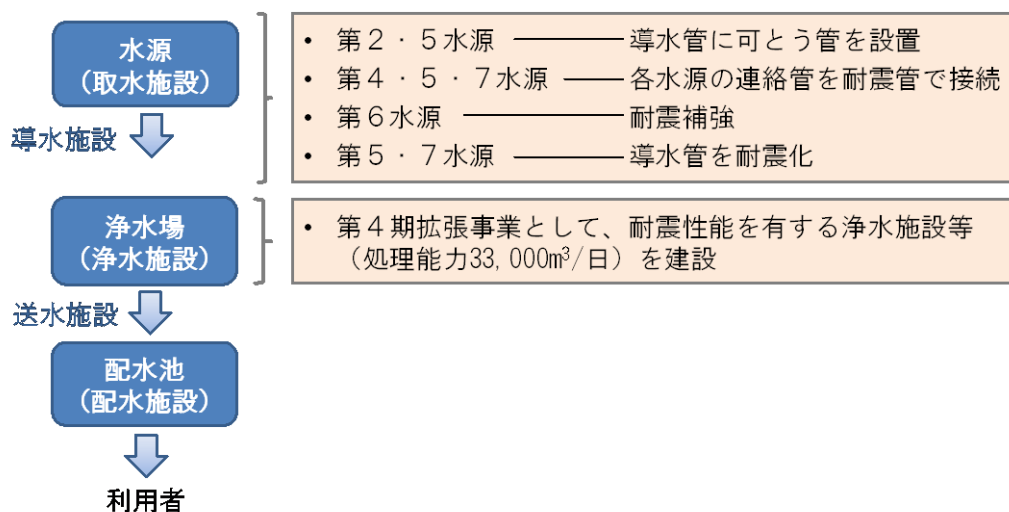 水源
（取水施設）
・ 第２・５水源 ―――― 導水管に可とう管を設置
・ 第４・５・７水源 ―― 各水源の連絡管を耐震管で接続
・ 第６水源 ――――― 耐震補強
・ 第５・７水源 ―――― 導水管を耐震化
導水施設
浄水場
（浄水施設）
・ 第４期拡張事業として、耐震性能を有する浄水施設等
（処理能力33,000m³/日）を建設
送水施設
配水池
（配水施設）
利用者